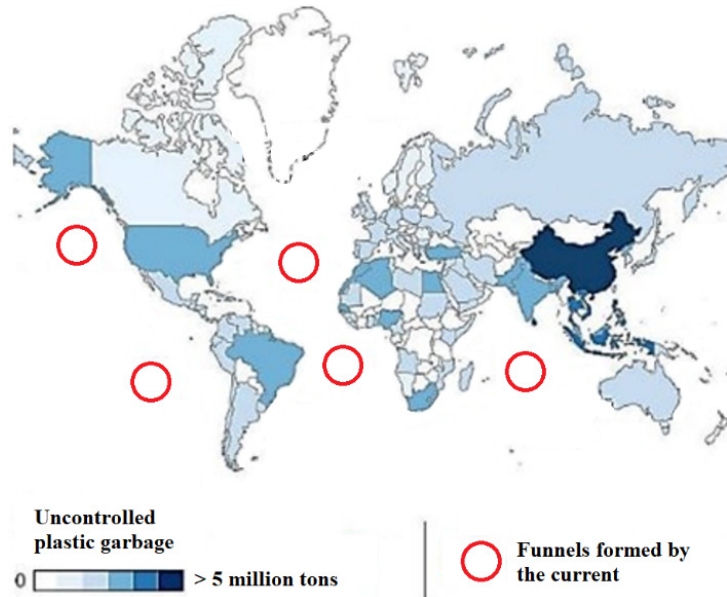 Uncontrolled
plastic garbage
0 > 5 million tons
Funnels formed by
the current